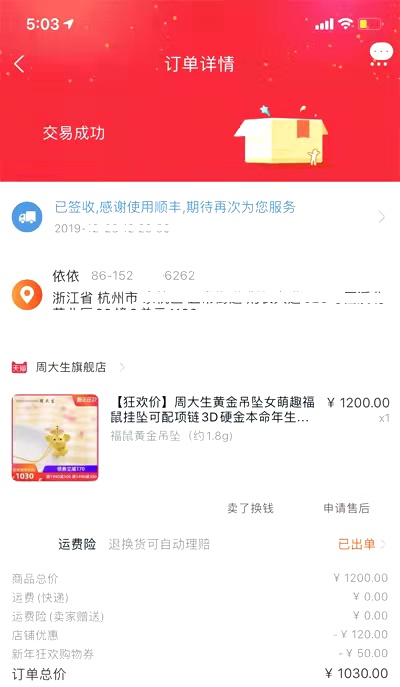 5:03
订单详情
交易成功
已签收,感谢使用顺丰,期待再次为您服务
2019-
依依 86-152 6262
浙江省 杭州市
天猫 周大生旗舰店
周大生
1030
领券立减170
【狂欢价】周大生黄金吊坠女萌趣福 ￥1200.00
鼠挂坠可配项链3D硬金本命年生... x1
福鼠黄金吊坠（约1.8g)
卖了换钱 申请售后
运费险 退换货可自动理赔 已出单
商品总价 ￥1200.00
运费(快递) ￥0.00
运费险(卖家赠送) ￥0.00
店铺优惠 -￥120.00
新年狂欢购物券 -￥50.00
订单总价 ￥1030.00